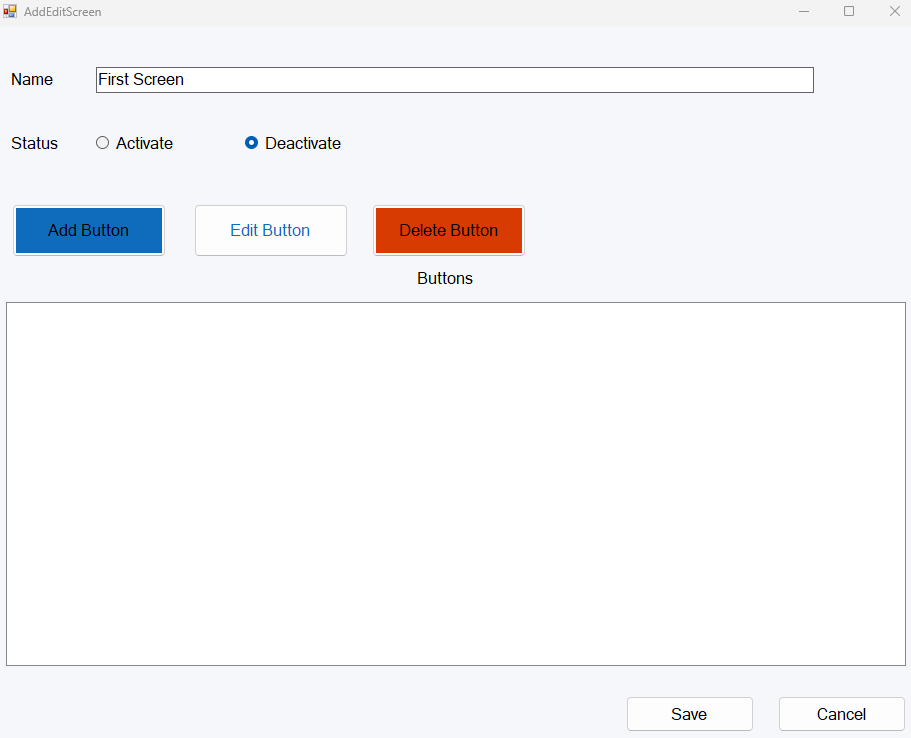 AddEditScreen
Name First Screen
Status Activate Deactivate
Add Button Edit Button Delete Button
Buttons
Save Cancel